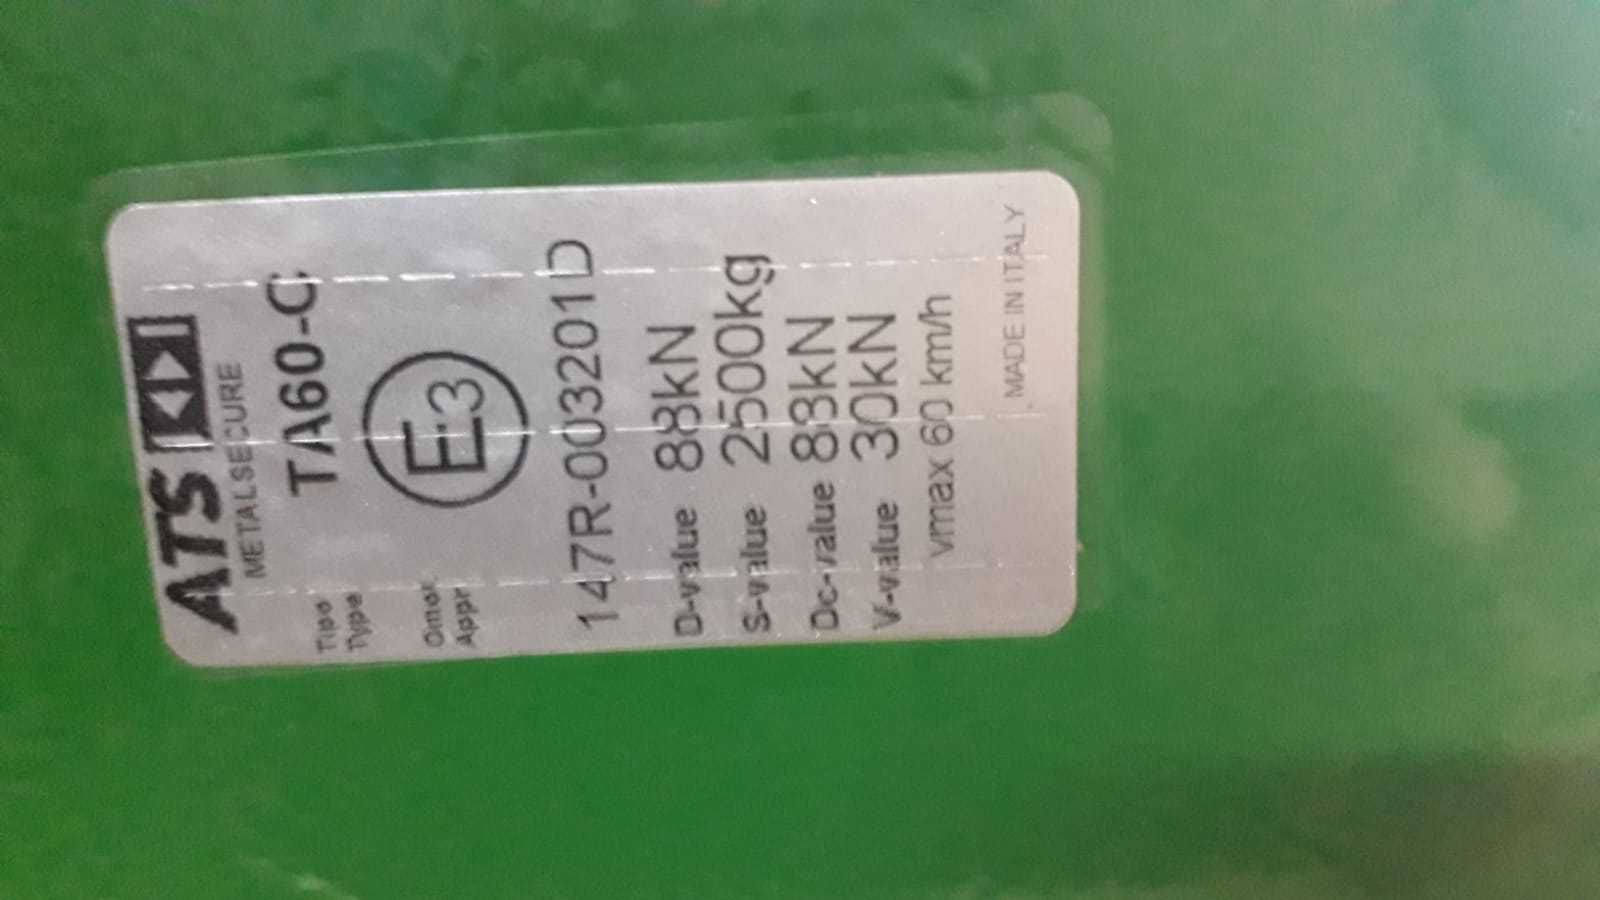 ATS
METALSECURE
Tipo
Type
TA60-C
Omol
Appr
E3
147R-0033201D
D-value 88kN
S-value 2500kg
Dc-value 88kN
V-value 30kN
vmax 60 km/h
MADE IN ITALY